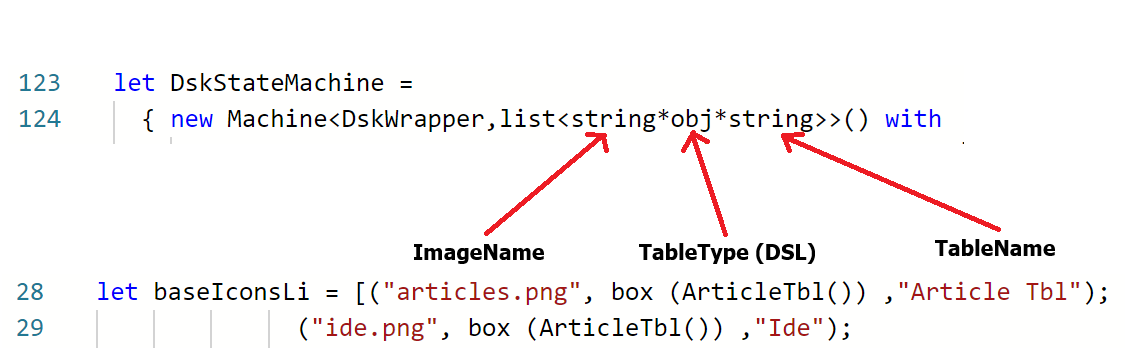 123 let DskStateMachine =
124 { new Machine<DskWrapper,list<string*obj*string>>() with
ImageName TableType (DSL) TableName
28 let baseIconsLi = [("articles.png", box (ArticleTbl()) ,"Article Tbl");
29 ("ide.png", box (ArticleTbl()) ,"Ide");